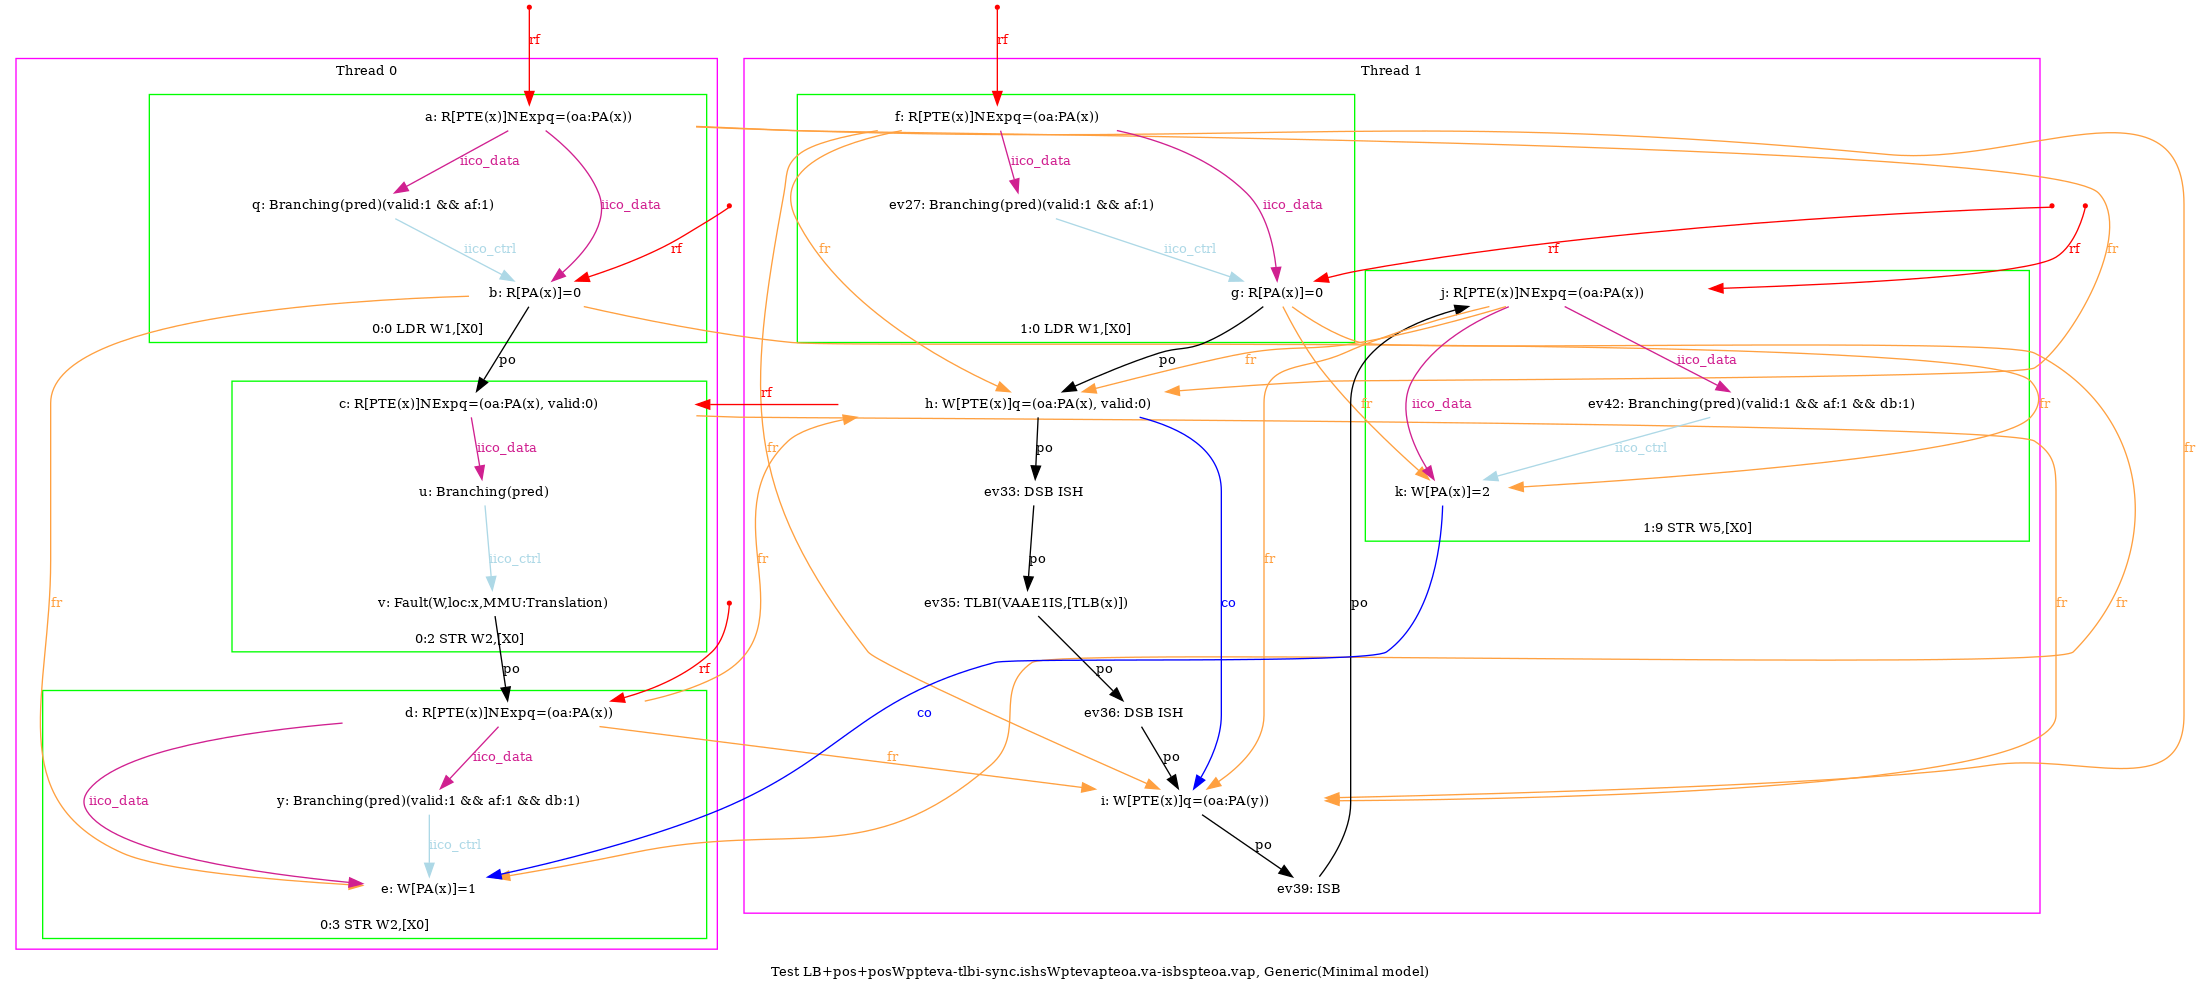 rf
rf
Thread 0
Thread 1
a: R[PTE(x)]NExpq=(oa:PA(x))
f: R[PTE(x)]NExpq=(oa:PA(x))
iico_data
iico_data
q: Branching(pred)(valid:1 && af:1)
iico_data
ev27: Branching(pred)(valid:1 && af:1)
iico_data
iico_ctrl
rf
fr
iico_ctrl
rf
rf
fr
b: R[PA(x)]=0
g: R[PA(x)]=0
j: R[PTE(x)]NExpq=(oa:PA(x))
0:0 LDR W1,[X0]
1:0 LDR W1,[X0]
po
po
fr
iico_data
rf
c: R[PTE(x)]NExpq=(oa:PA(x), valid:0)
h: W[PTE(x)]q=(oa:PA(x), valid:0)
fr
iico_data
ev42: Branching(pred)(valid:1 && af:1 && db:1)
fr
iico_data
fr
po
iico_ctrl
fr
u: Branching(pred)
ev33: DSB ISH
k: W[PA(x)]=2
1:9 STR W5,[X0]
iico_ctrl
fr
po
fr
v: Fault(W,loc:x,MMU:Translation)
fr
ev35: TLBI(VAAE1IS,[TLB(x)])
co
po
fr
fr
0:2 STR W2,[X0]
po
rf
po
d: R[PTE(x)]NExpq=(oa:PA(x))
co
ev36: DSB ISH
iico_data
fr
po
iico_data
y: Branching(pred)(valid:1 && af:1 && db:1)
i: W[PTE(x)]q=(oa:PA(y))
iico_ctrl
po
e: W[PA(x)]=1
ev39: ISB
0:3 STR W2,[X0]
Test LB+pos+posWppteva-tlbi-sync.ishsWptevapteoa.va-isbspteoa.vap, Generic(Minimal model)